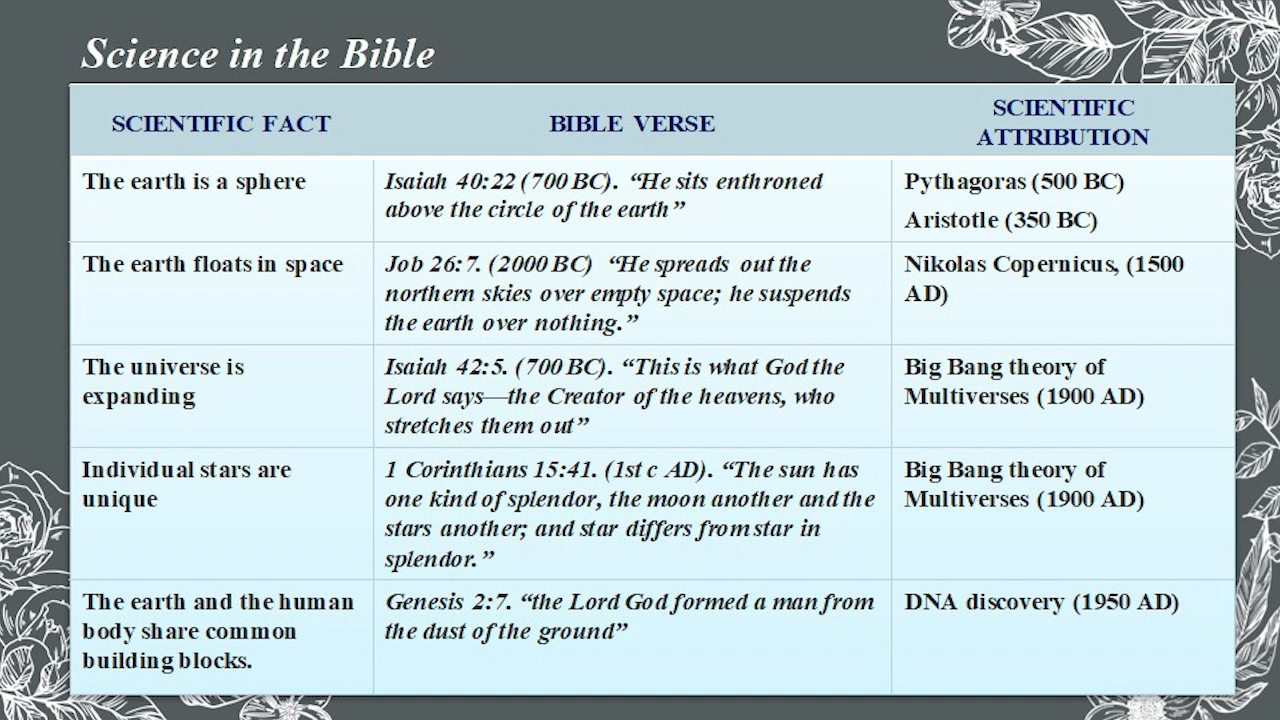 Science in the Bible
SCIENTIFIC FACT
BIBLE VERSE
SCIENTIFIC
ATTRIBUTION
The earth is a sphere
Isaiah 40:22 (700 BC). “He sits enthroned
above the circle of the earth”
Pythagoras (500 BC)
Aristotle (350 BC)
The earth floats in space
Job 26:7. (2000 BC) “He spreads out the
northern skies over empty space; he suspends
the earth over nothing.”
Nikolas Copernicus, (1500
AD)
The universe is
expanding
Isaiah 42:5. (700 BC). “This is what God the
Lord says—the Creator of the heavens, who
stretches them out”
Big Bang theory of
Multiverses (1900 AD)
Individual stars are
unique
1 Corinthians 15:41. (1st c AD). “The sun has
one kind of splendor, the moon another and the
stars another; and star differs from star in
splendor.”
Big Bang theory of
Multiverses (1900 AD)
The earth and the human
body share common
building blocks.
Genesis 2:7. “the Lord God formed a man from
the dust of the ground”
DNA discovery (1950 AD)